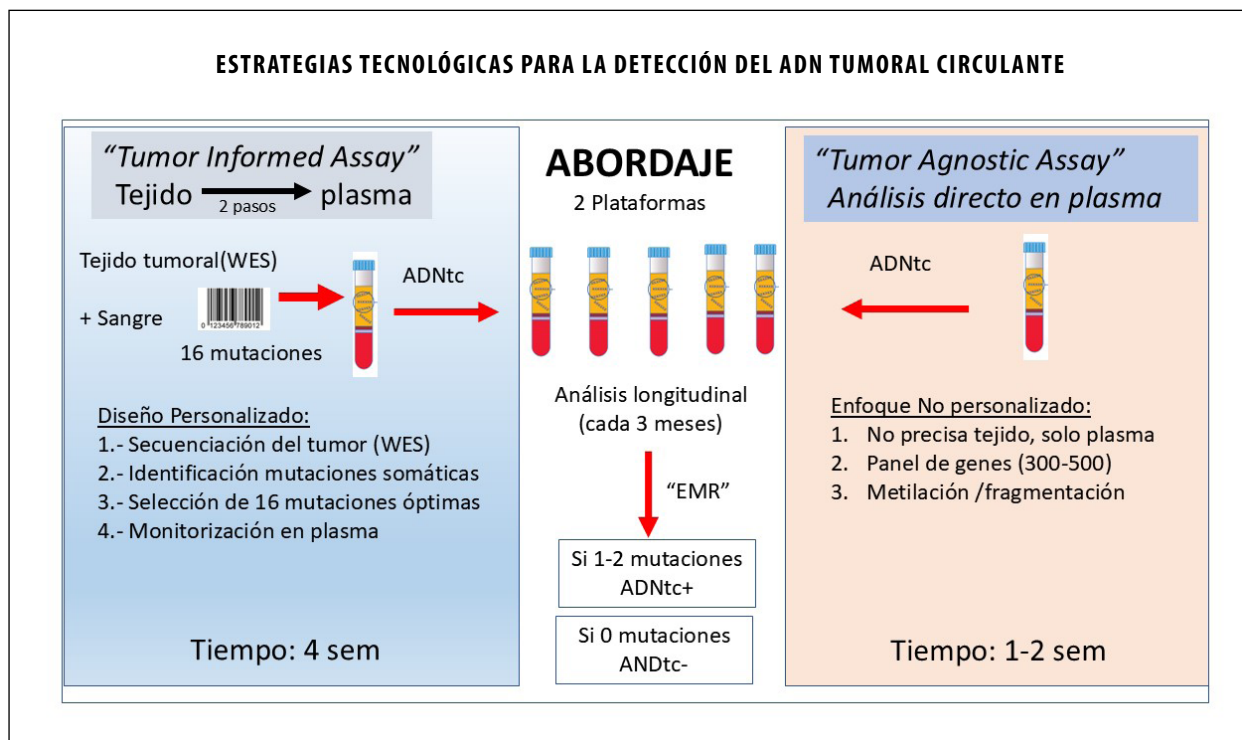 ESTRATEGIAS TECNOLÓGICAS PARA LA DETECCIÓN DEL ADN TUMORAL CIRCULANTE
“Tumor Informed Assay”
Tejido plasma
2 pasos
Tejido tumoral(WES)
+ Sangre
0 123456 789012
16 mutaciones
ADNtc
Diseño Personalizado:
1.- Secuenciación del tumor (WES)
2.- Identificación mutaciones somáticas
3.- Selección de 16 mutaciones óptimas
4.- Monitorización en plasma
Tiempo: 4 sem
ABORDAJE
2 Plataformas
Análisis longitudinal
(cada 3 meses)
“EMR”
Si 1-2 mutaciones
ADNtc+
Si 0 mutaciones
ANDtc-
“Tumor Agnostic Assay”
Análisis directo en plasma
ADNtc
Enfoque No personalizado:
1. No precisa tejido, solo plasma
2. Panel de genes (300-500)
3. Metilación /fragmentación
Tiempo: 1-2 sem